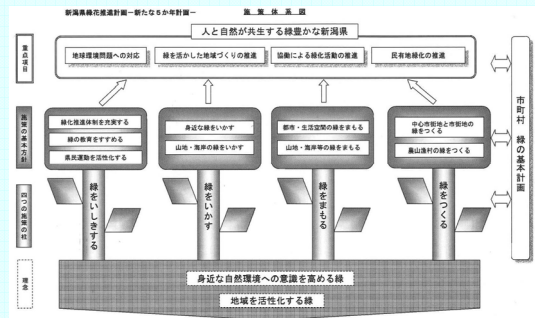 新潟県緑花推進計画－新たな5か年計画－
施策体系図
人と自然が共生する緑豊かな新潟県
重点項目
地球環境問題への対応
緑を活かした地域づくりの推進
協働による緑化活動の推進
民有地緑化の推進
施策の基本方針
緑化推進体制を充実する
緑の教育をすすめる
県民運動を活性化する
身近な緑をいかす
山地・海岸の緑をいかす
都市・生活空間の緑をまもる
山地・海岸等の緑をまもる
中心市街地と市街地の
緑をつくる
農山漁村の緑をつくる
四つの施策の柱
緑をいしきする
緑をいかす
緑をまもる
緑をつくる
理念
身近な自然環境への意識を高める緑
地域を活性化する緑
市町村 緑の基本計画